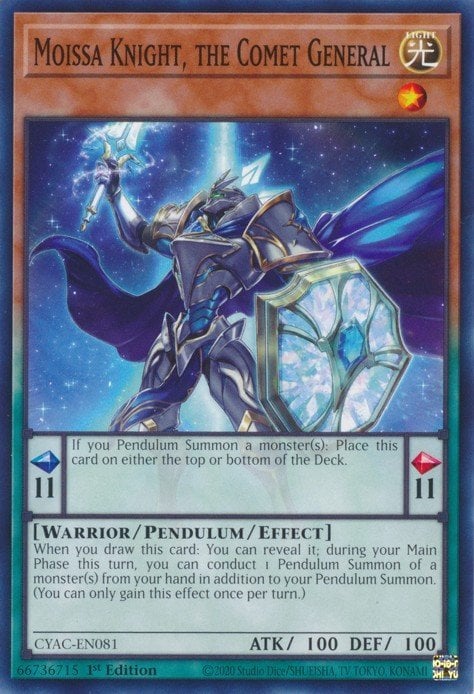 MOISSA KNIGHT, THE COMET GENERAL
LIGHT
光
If you Pendulum Summon a monster(s): Place this
card on either the top or bottom of the Deck.
11
11
[WARRIOR/PENDULUM/EFFECT]
When you draw this card: You can reveal it; during your Main
Phase this turn, you can conduct 1 Pendulum Summon of
a monster(s) from your hand in addition to your Pendulum Summon.
(You can only gain this effect once per turn.)
CYAC-EN081
ATK/ 100 DEF/ 100
66736715 1st Edition
©2020 Studio Dice/SHUEISHA, TV TOKYO, KONAMI